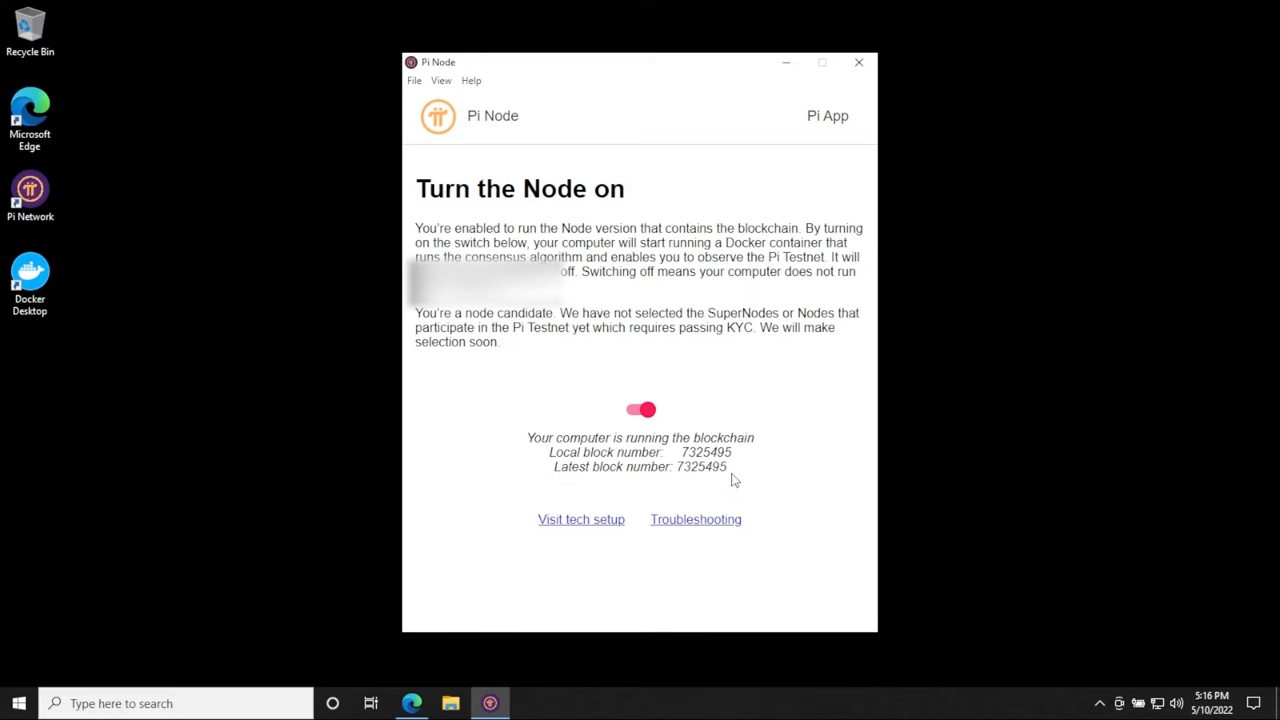 Recycle Bin
Microsoft
Edge
Pi Network
Docker
Desktop
Pi Node
File View Help
Pi Node
Pi App
Turn the Node on
You're enabled to run the Node version that contains the blockchain. By turning
on the switch below, your computer will start running a Docker container that
runs the consensus algorithm and enables you to observe the Pi Testnet. It will
off. Switching off means your computer does not run
You're a node candidate. We have not selected the SuperNodes or Nodes that
participate in the Pi Testnet yet which requires passing KYC. We will make
selection soon.
Your computer is running the blockchain
Local block number: 7325495
Latest block number: 7325495
Visit tech setup Troubleshooting
Type here to search
5:16 PM
5/10/2022